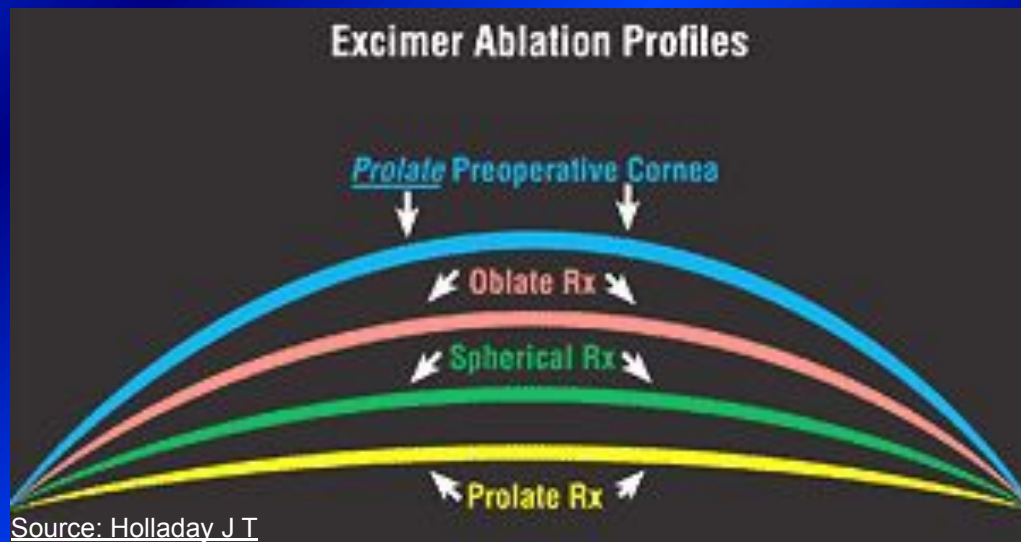 Excimer Ablation Profiles
Prolate Preoperative Cornea
Oblate Rx
Spherical Rx
Prolate Rx
Source: Holladay J T